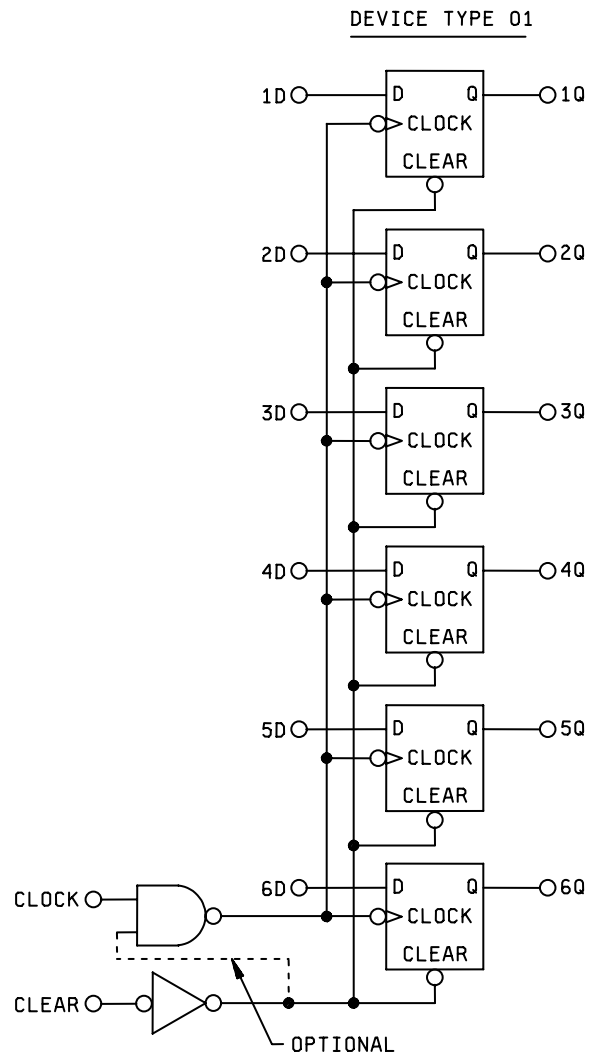 DEVICE TYPE 01
1D D Q 1Q
CLOCK
CLEAR
2D D Q 2Q
CLOCK
CLEAR
3D D Q 3Q
CLOCK
CLEAR
4D D Q 4Q
CLOCK
CLEAR
5D D Q 5Q
CLOCK
CLEAR
6D D Q 6Q
CLOCK CLOCK
CLEAR
CLEAR
OPTIONAL